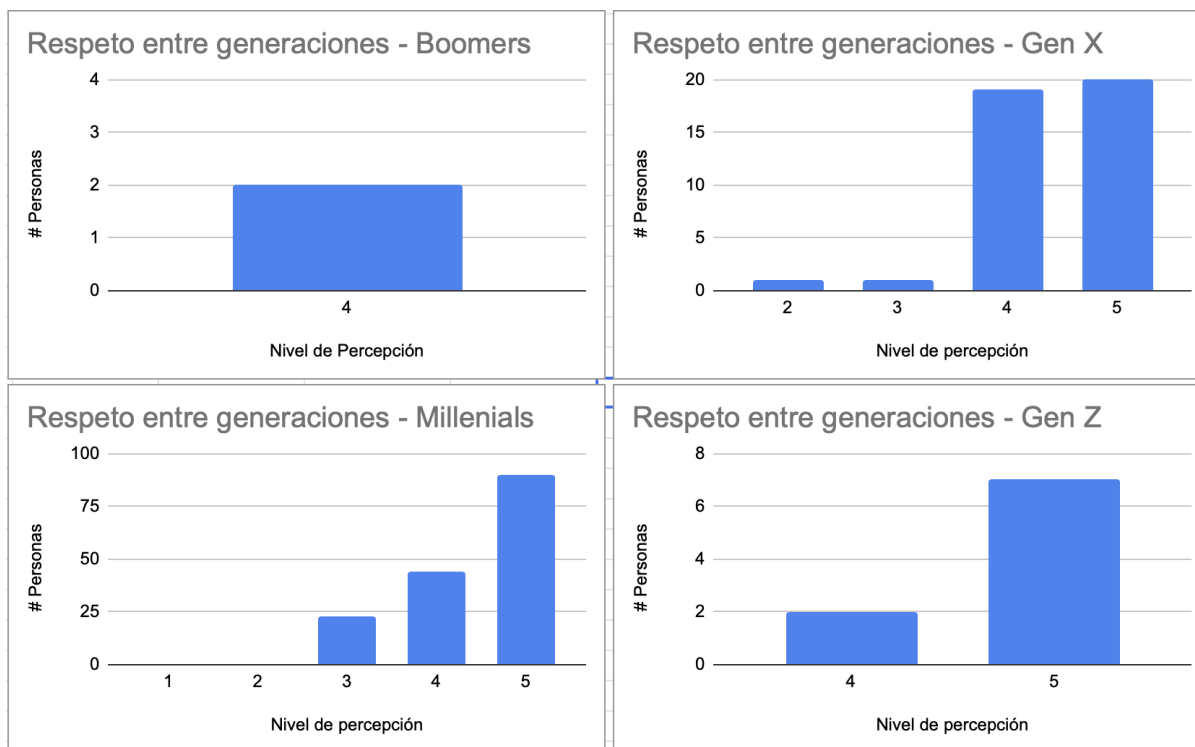 Respeto entre generaciones - Boomers
4
3
2
1
0
# Personas
4
Nivel de Percepción
Respeto entre generaciones - Gen X
20
15
10
5
0
# Personas
2 3 4 5
Nivel de percepción
Respeto entre generaciones - Millenials
100
75
50
25
0
# Personas
1 2 3 4 5
Nivel de percepción
Respeto entre generaciones - Gen Z
8
6
4
2
0
# Personas
4 5
Nivel de percepción